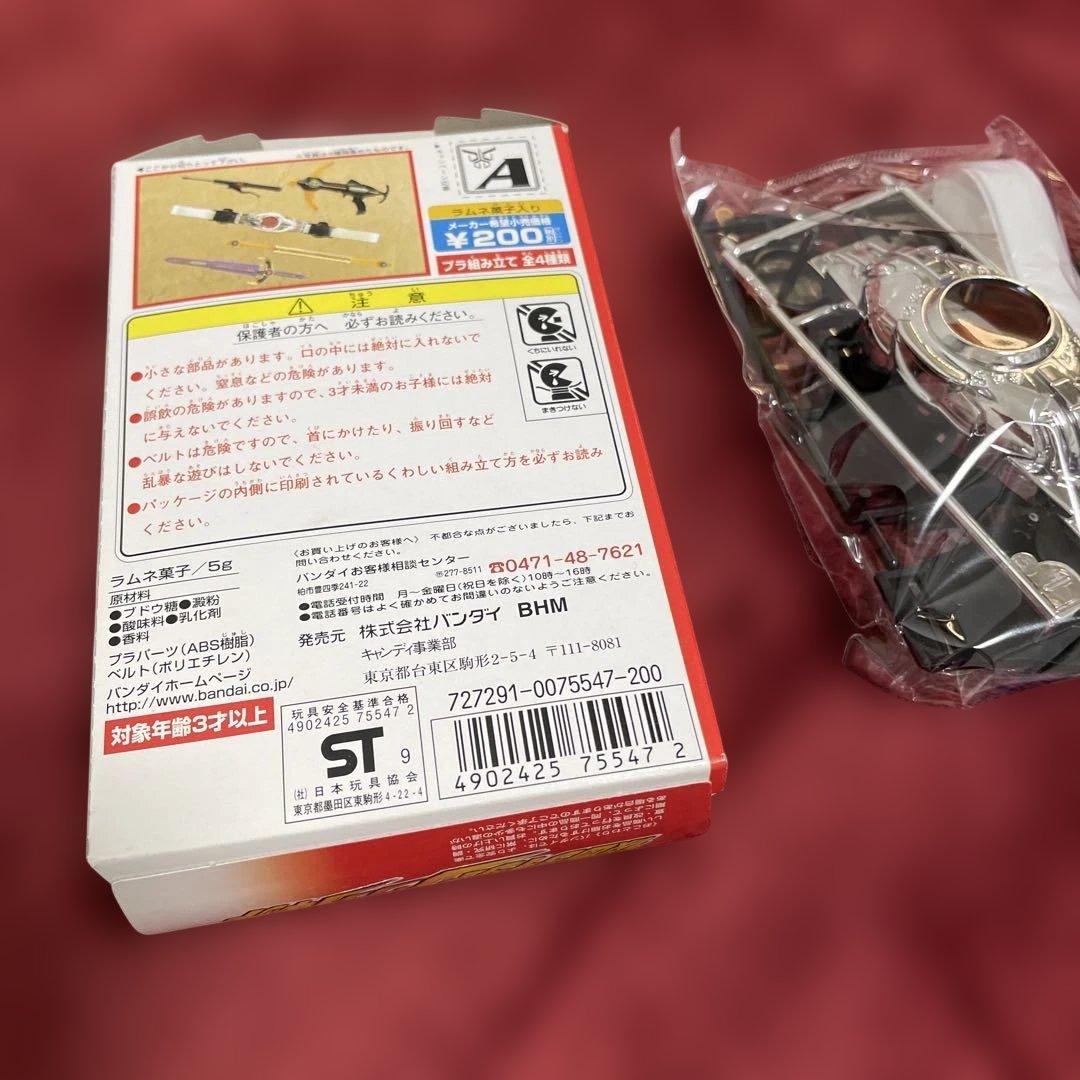 A
ラムネ菓子入り
メーカー希望小売価格
¥200 税別
プラ組み立て 全4種類
注意
ちゅう い
保護者の方へ 必ずお読みください。
●小さな部品があります。口の中には絶対に入れないで
ください。窒息などの危険があります。
●誤飲の危険がありますので、3才未満のお子様には絶対
に与えないでください。
●ベルトは危険ですので、首にかけたり、振り回すなど
乱暴な遊びはしないでください。
●パッケージの内側に印刷されているくわしい組み立て方を必ずお読み
ください。
くちにいれない
まきつけない
ラムネ菓子/5g
原材料
●ブドウ糖●澱粉
●酸味料●乳化剤
●香料
プラパーツ(ABS樹脂)
ベルト(ポリエチレン)
バンダイホームページ
http://www.bandai.co.jp/
対象年齢3才以上
〈お買い上げのお客様へ〉 不都合な点がございましたら、下記までお
問い合わせください。
バンダイお客様相談センター
柏市豊四季241-22 〒277-8511 ☎0471-48-7621
●電話受付時間 月〜金曜日(祝日を除く)10時〜16時
●電話番号はよく確かめてお間違いのないようご注意ください。
発売元 株式会社バンダイ BHM
キャンディ事業部
東京都台東区駒形2-5-4 〒111-8081
727291-0075547-200
玩具安全基準合格
4902425 75547 2
ST 9
(社)日本玩具協会
東京都墨田区東駒形4-22-4
4902425 755472